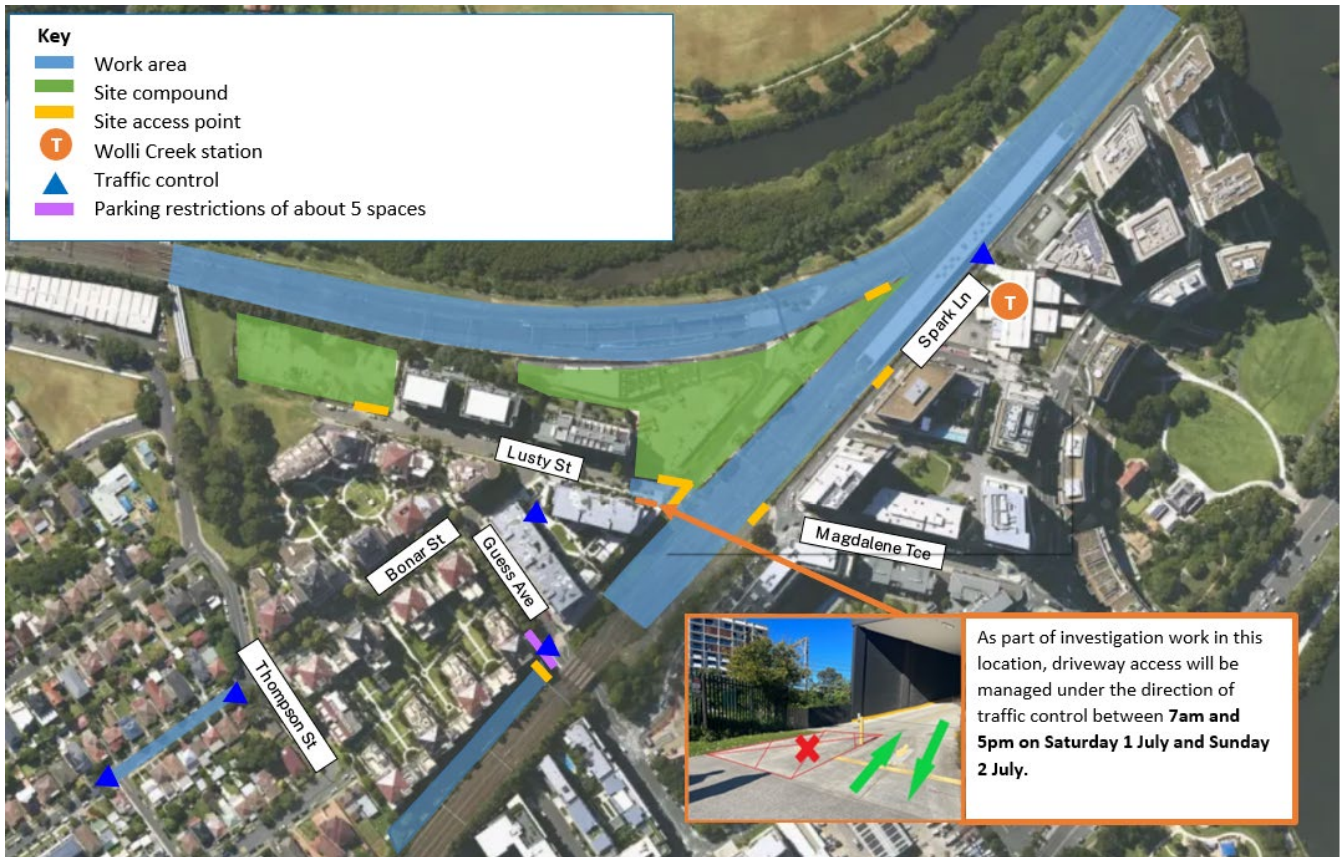 Key
Work area
Site compound
Site access point
T
Wolli Creek station
Traffic control
Parking restrictions of about 5 spaces
Spark Ln
T
Lusty St
Magdalene Tce
Bonar St
Guess Ave
Thompson St
As part of investigation work in this
location, driveway access will be
managed under the direction of
traffic control between 7am and
5pm on Saturday 1 July and Sunday
2 July.